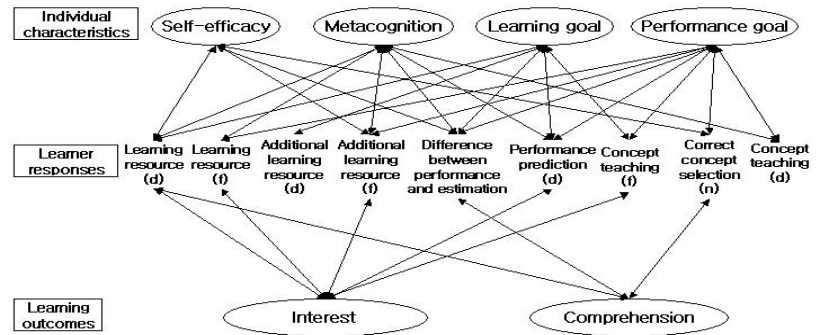 Individual
characteristics
Self-efficacy
Metacognition
Learning goal
Performance goal
Learner
responses
Learning
resource
(d)
Learning
resource
(f)
Additional
learning
resource
(d)
Additional
learning
resource
(f)
Difference
between
performance
and estimation
Performance
prediction
(d)
Concept
teaching
(f)
Correct
concept
selection
(n)
Concept
teaching
(d)
Learning
outcomes
Interest
Comprehension